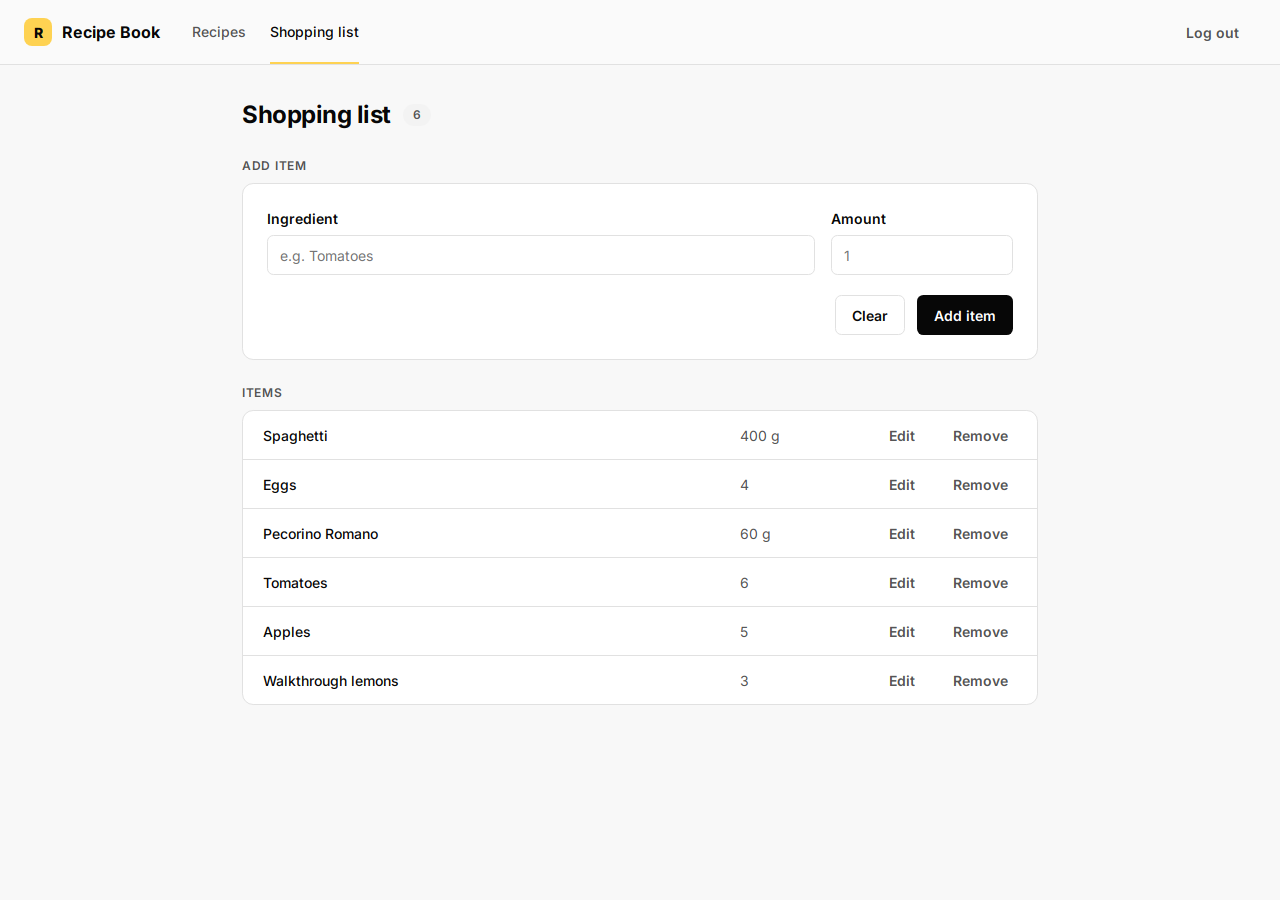 R Recipe Book Recipes Shopping list Log out
Shopping list 6
ADD ITEM
Ingredient Amount
e.g. Tomatoes 1
Clear Add item
ITEMS
Spaghetti 400 g Edit Remove
Eggs 4 Edit Remove
Pecorino Romano 60 g Edit Remove
Tomatoes 6 Edit Remove
Apples 5 Edit Remove
Walkthrough lemons 3 Edit Remove